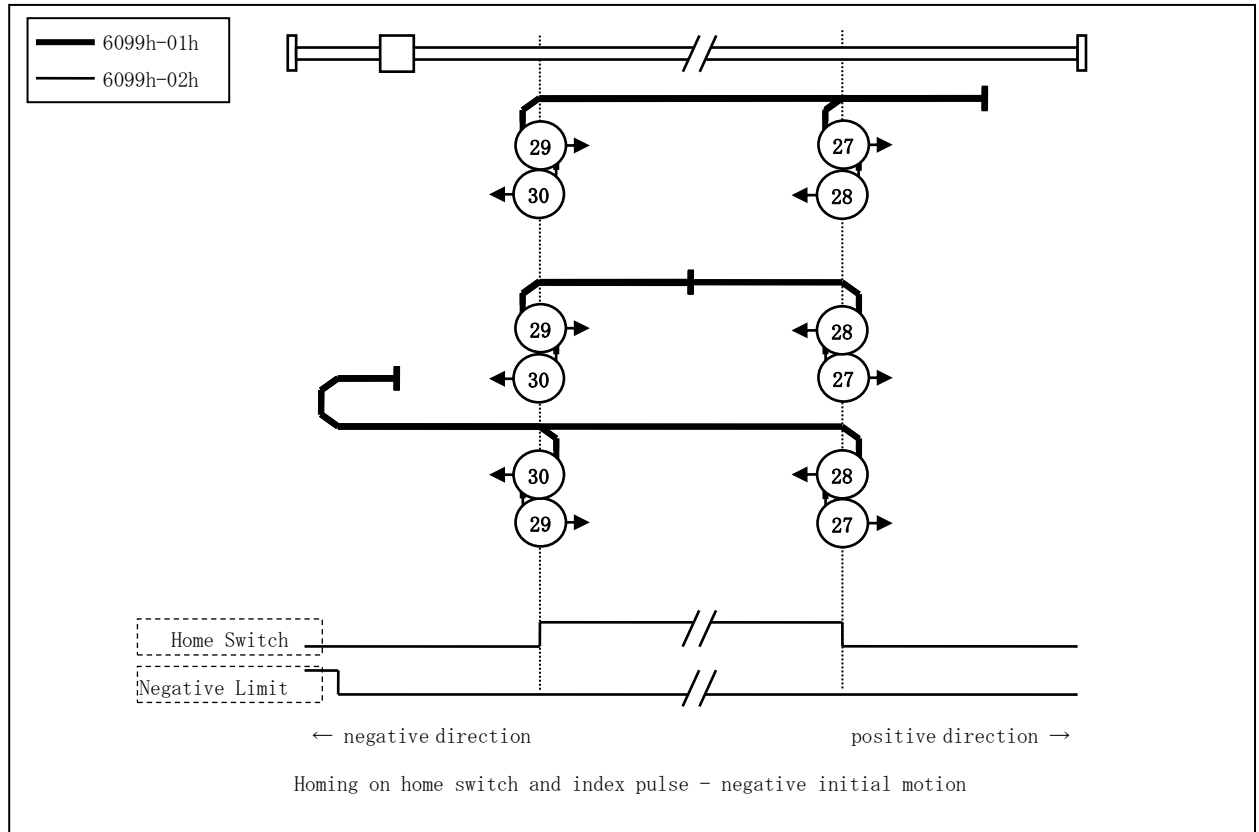 6099h-01h
6099h-02h
29
27
30
28
29
28
30
27
30
28
29
27
Home Switch
Negative Limit
← negative direction
positive direction →
Homing on home switch and index pulse - negative initial motion